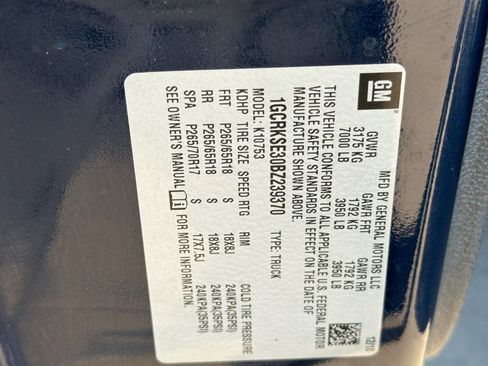 GM
MFD BY GENERAL MOTORS LLC 12/10
GVWR GAWR FRT GAWR RR
3175 KG 1792 KG 1792 KG
7000 LB 3950 LB 3950 LB
THIS VEHICLE CONFORMS TO ALL APPLICABLE U.S. FEDERAL MOTOR
VEHICLE SAFETY STANDARDS IN EFFECT ON THE DATE OF
MANUFACTURE SHOWN ABOVE.
1GCRKSE30BZ239370 TYPE: TRUCK
MODEL: K10753
KDHP TIRE SIZE SPEED RTG RIM COLD TIRE PRESSURE
FRT P265/65R18 S 18X8J 240KPA(35PSI)
RR P265/65R18 S 18X8J 240KPA(35PSI)
SPA P265/70R17 S 17X7.5J 240KPA(35PSI)
SEE OWNER'S MANUAL FOR MORE INFORMATION.